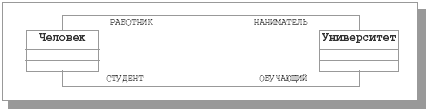 РАБОТНИК НАНИМАТЕЛЬ
Человек Университет
СТУДЕНТ ОБУЧАЮЩИЙ